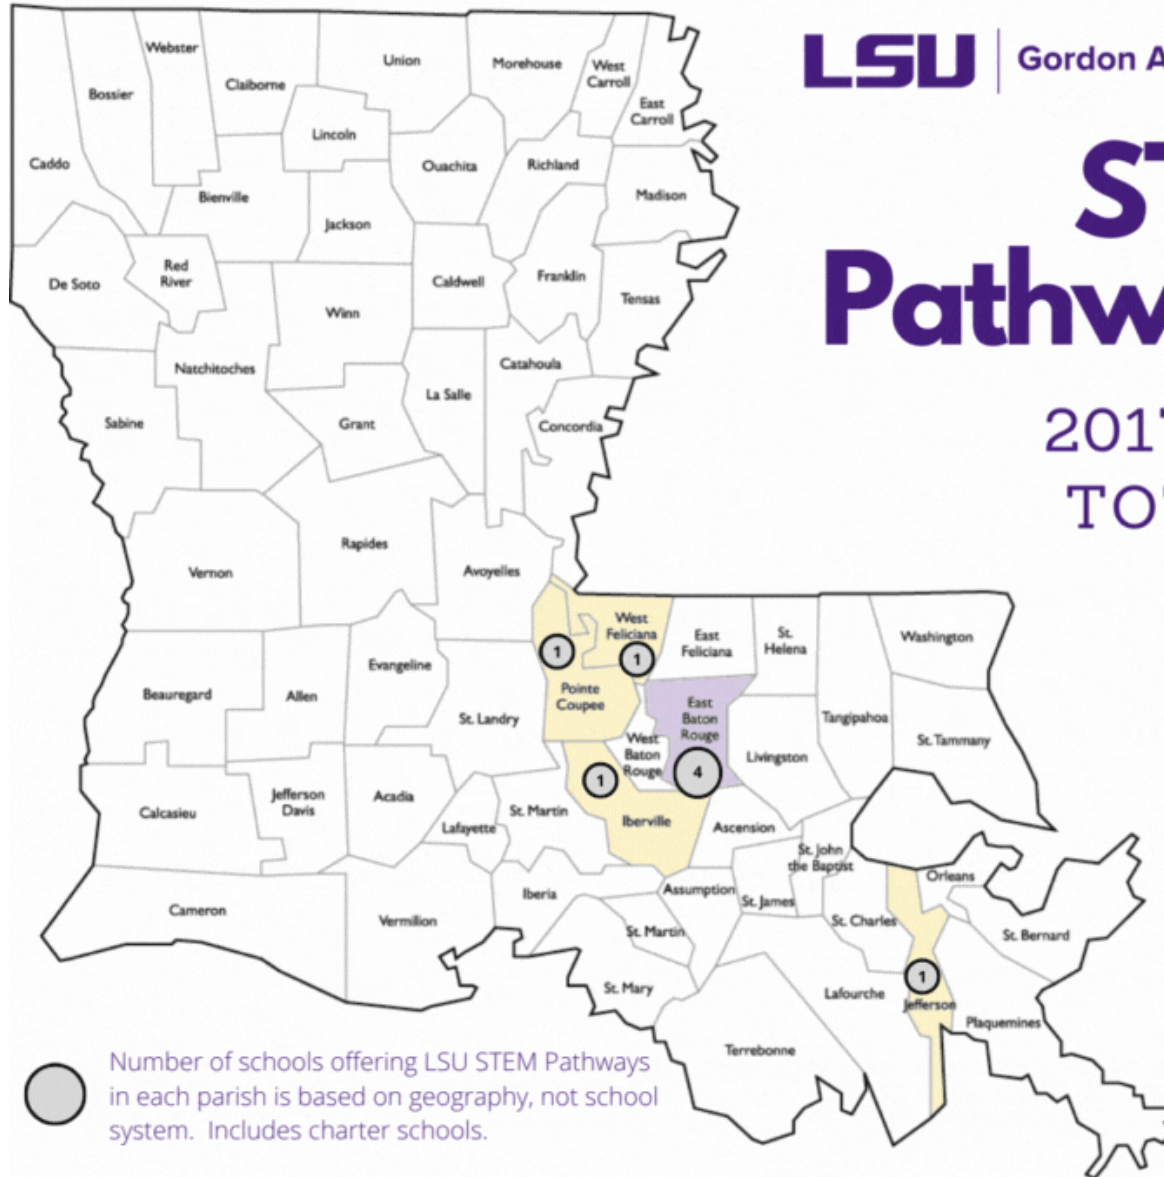 LSU
Gordon A
ST
Pathw
2017
TOT
Webster
Union
Morehouse
West
Carroll
Claiborne
Bossier
East
Carroll
Lincoln
Caddo
Ouachita
Richland
Bienville
Madison
Jackson
Red
River
De Soto
Caldwell
Franklin
Tensas
Winn
Natchitoches
Catahoula
La Salle
Sabine
Grant
Concordia
Rapides
Vernon
Avoyelles
West
Feliciana
1
1
East
Feliciana
St.
Helena
Washington
Evangeline
Beauregard
Allen
Pointe
Coupee
St. Landry
East
Baton
Rouge
4
Tangipahoa
West
Baton
Rouge
1
St. Tammany
Livingston
Calcasieu
Jefferson
Davis
Acadia
Lafayette
St. Martin
Iberville
Ascension
St. John
the Baptist
Orleans
Cameron
Vermilion
Iberia
Assumption
St. James
St. Charles
St. Martin
St. Bernard
1
St. Mary
Lafourche
Jefferson
Plaquemines
Terrebonne
Number of schools offering LSU STEM Pathways
in each parish is based on geography, not school
system. Includes charter schools.